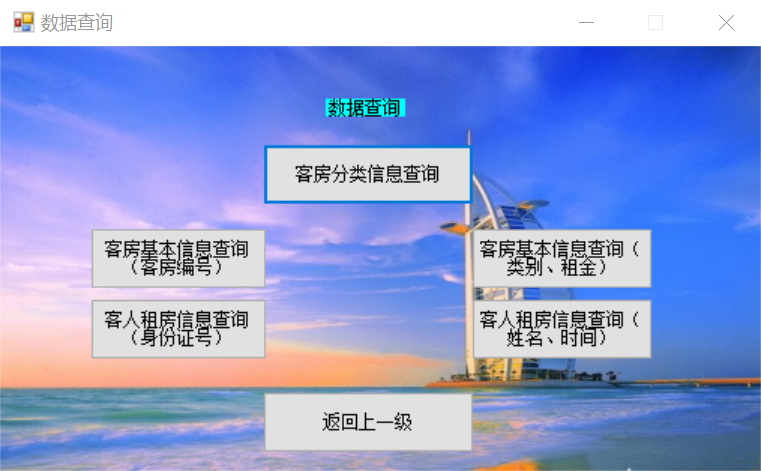 数据查询
数据查询
客房分类信息查询
客房基本信息查询
（客房编号）
客房基本信息查询（
类别、租金）
客人租房信息查询
（身份证号）
客人租房信息查询（
姓名、时间）
返回上一级